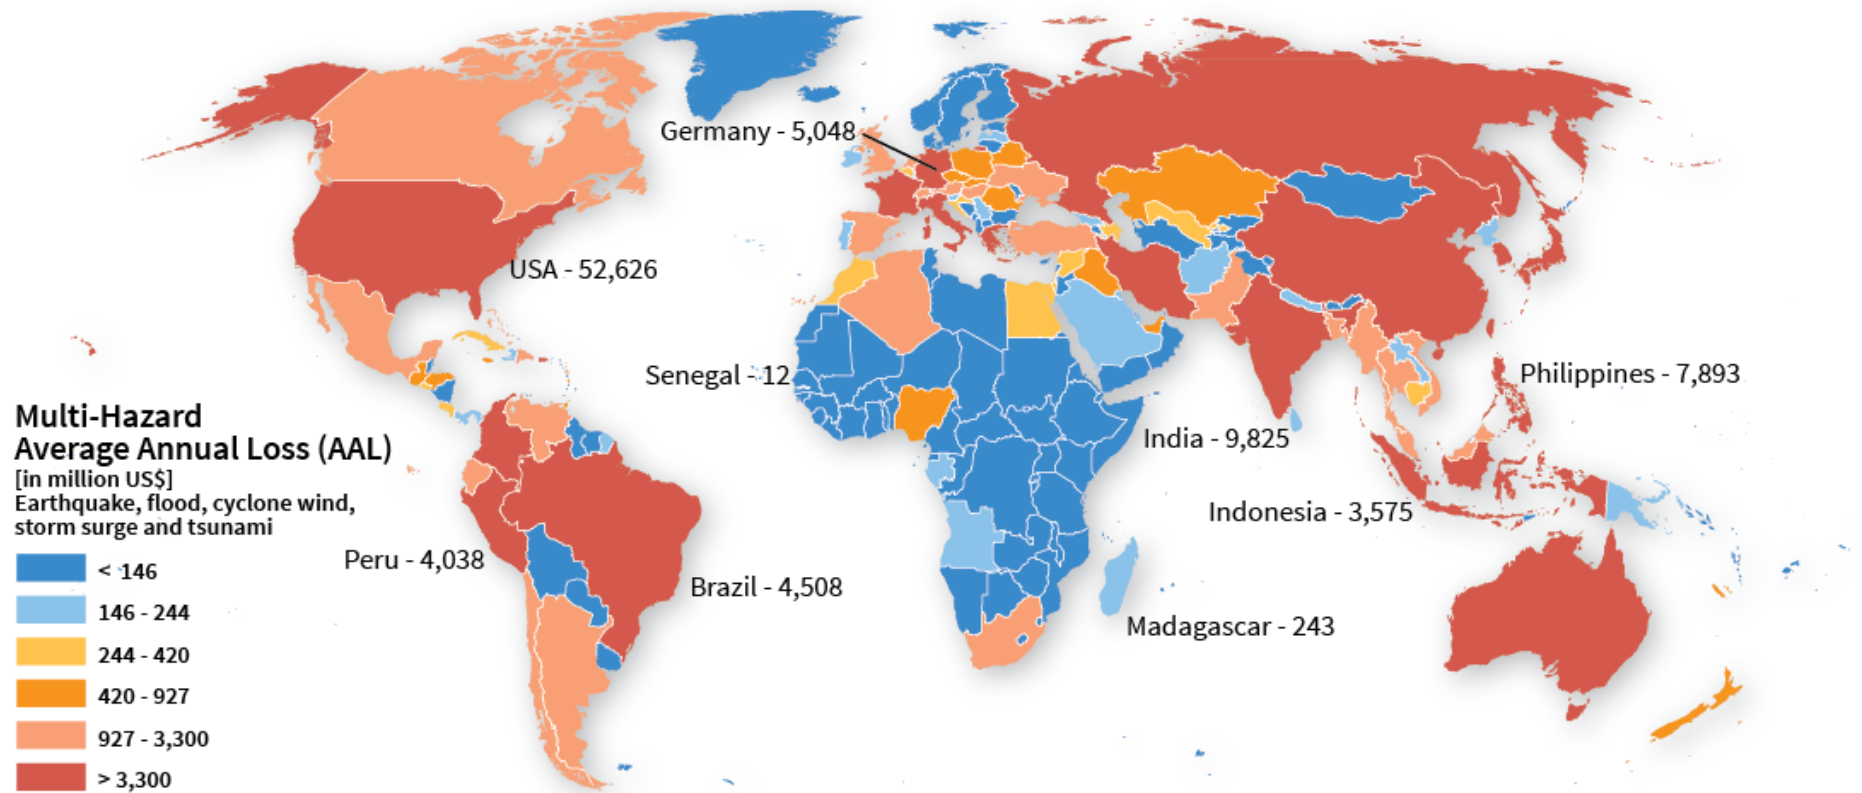 Germany - 5,048
USA - 52,626
Senegal - 12
Philippines - 7,893
India - 9,825
Indonesia - 3,575
Peru - 4,038
Brazil - 4,508
Madagascar - 243
Multi-Hazard
Average Annual Loss (AAL)
[in million US$]
Earthquake, flood, cyclone wind,
storm surge and tsunami
< 146
146 - 244
244 - 420
420 - 927
927 - 3,300
> 3,300